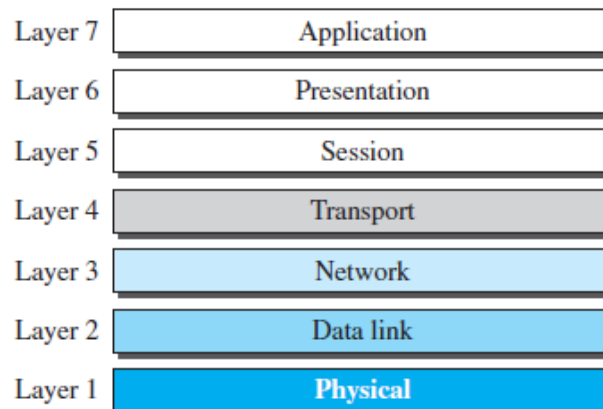 Layer 7 Application
Layer 6 Presentation
Layer 5 Session
Layer 4 Transport
Layer 3 Network
Layer 2 Data link
Layer 1 Physical